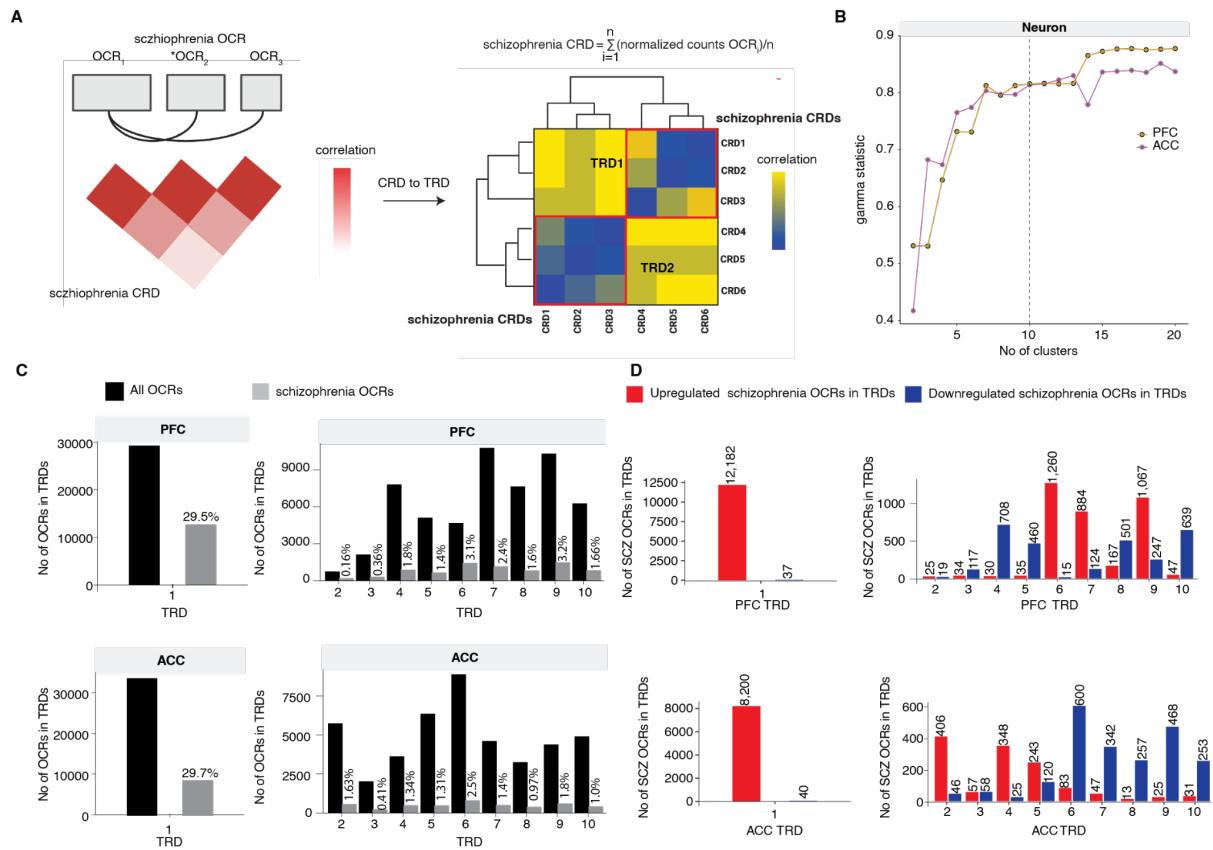 A
sczhiophrenia OCR
OCR1 *OCR2 OCR3
correlation
sczhiophrenia CRD
CRD to TRD
schizophrenia CRD = n∑i=1(normalized counts OCRi)/n
schizophrenia CRDs
TRD1
TRD2
CRD1
CRD2
CRD3
CRD4
CRD5
CRD6
correlation
schizophrenia CRDs
CRD1 CRD2 CRD3 CRD4 CRD5 CRD6
B
Neuron
gamma statistic
0.9
0.8
0.7
0.6
0.5
0.4
5 10 15 20
No of clusters
PFC
ACC
C
All OCRs
schizophrenia OCRs
PFC
No of OCRs in TRDs
30000
20000
10000
0
29.5%
1
TRD
PFC
No of OCRs in TRDs
9000
6000
3000
0
0.16% 0.36% 1.8% 1.4% 3.1% 2.4% 1.6% 3.2% 1.66%
2 3 4 5 6 7 8 9 10
TRD
ACC
No of OCRs in TRDs
30000
20000
10000
0
29.7%
1
TRD
ACC
No of OCRs in TRDs
7500
5000
2500
0
1.63% 0.41% 1.34% 1.31% 2.5% 1.4% 0.97% 1.8% 1.0%
2 3 4 5 6 7 8 9 10
TRD
D
Upregulated schizophrenia OCRs in TRDs
Downregulated schizophrenia OCRs in TRDs
No of SCZ OCRs in TRDs
12500
10000
7500
5000
2500
0
12,182
37
1
PFC TRD
No of SCZ OCRs in TRDs
1000
500
0
25 19 34 117 30 708 35 460 1,260 15 884 124 167 501 1,067 247 47 639
2 3 4 5 6 7 8 9 10
PFC TRD
No of SCZ OCRs in TRDs
8000
6000
4000
2000
0
8,200
40
1
ACC TRD
No of SCZ OCRs in TRDs
600
400
200
0
406 46 57 58 348 25 243 120 83 600 47 342 13 257 25 468 31 253
2 3 4 5 6 7 8 9 10
ACC TRD